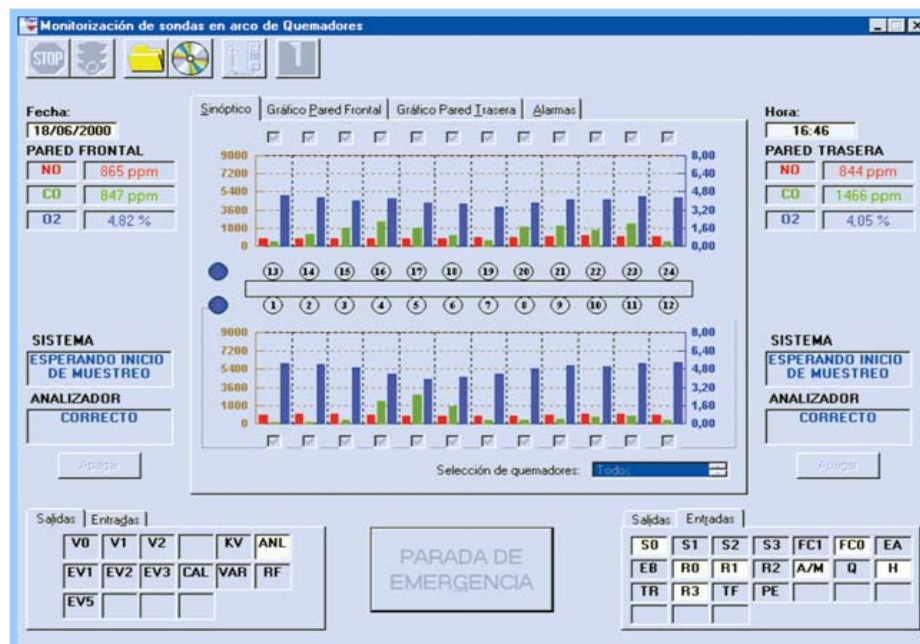 Monitorización de sondas en arco de Quemadores
STOP
Sinóptico Gráfico Pared Frontal Gráfico Pared Trasera Alarmas
Fecha:
18/06/2000
PARED FRONTAL
NO 865 ppm
CO 847 ppm
O2 4,82 %
Hora:
16:46
PARED TRASERA
NO 844 ppm
CO 1466 ppm
O2 4,05 %
9000 8,00
7200 6,40
5400 4,80
3600 3,20
1800 1,60
0 0,00
13 14 15 16 17 18 19 20 21 22 23 24
1 2 3 4 5 6 7 8 9 10 11 12
9000 8,00
7200 6,40
5400 4,80
3600 3,20
1800 1,60
0 0,00
Selección de quemadores: Todos
SISTEMA
ESPERANDO INICIO
DE MUESTREO
ANALIZADOR
CORRECTO
Apagar
SISTEMA
ESPERANDO INICIO
DE MUESTREO
ANALIZADOR
CORRECTO
Apagar
Salidas Entradas
V0 V1 V2 KV ANL
EV1 EV2 EV3 CAL VAR RF
EV5
PARADA DE
EMERGENCIA
Salidas Entradas
S0 S1 S2 S3 FC1 FC0 EA
EB R0 R1 R2 A/M Q H
TR R3 TF PE